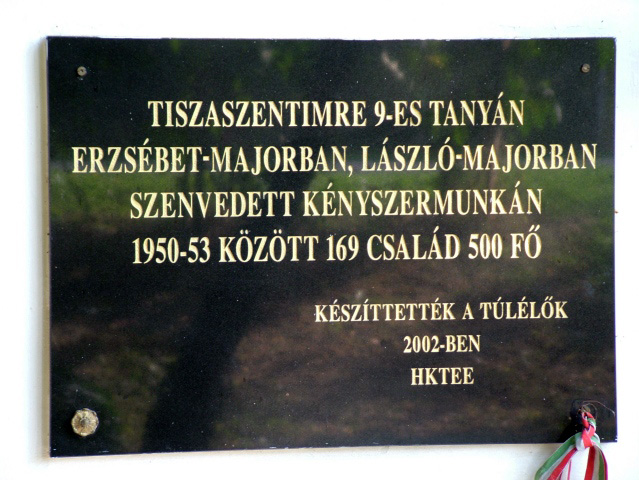 TISZASZENTIMRE 9-ES TANYÁN
ERZSÉBET-MAJORBAN, LÁSZLÓ-MAJORBAN
SZENVEDETT KÉNYSZERMUNKÁN
1950-53 KÖZÖTT 169 CSALÁD 500 FŐ
KÉSZÍTTETTÉK A TÚLÉLŐK
2002-BEN
HKTEE